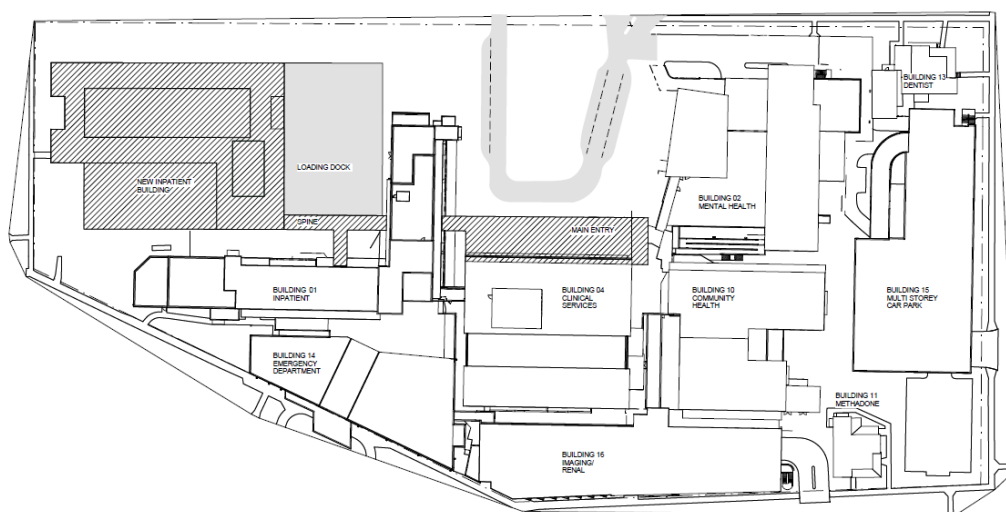 BUILDING 13
DENTIST
LOADING DOCK
NEW INPATIENT
BUILDING
BUILDING 02
MENTAL HEALTH
SPINE
MAIN ENTRY
BUILDING 01
INPATIENT
BUILDING 04
CLINICAL
SERVICES
BUILDING 10
COMMUNITY
HEALTH
BUILDING 15
MULTI STOREY
CAR PARK
BUILDING 14
EMERGENCY
DEPARTMENT
BUILDING 11
METHADONE
BUILDING 16
IMAGING/
RENAL